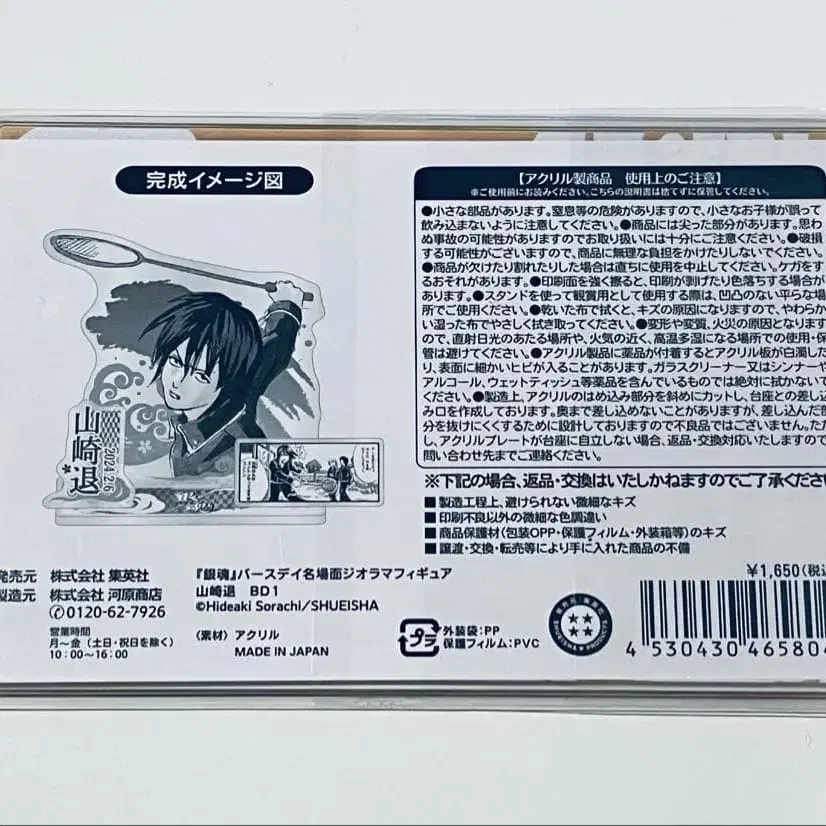 完成イメージ図
山崎退
2024.2/6
【アクリル製商品 使用上のご注意】
※ご使用前にお読みください。こちらの説明書は捨てずに保管してください。
●小さな部品があります。窒息等の危険がありますので、小さなお子様が誤って
飲み込まないように注意してください。●商品には尖った部分があります。思わ
ぬ事故の可能性がありますのでお取り扱いには十分にご注意ください。●破損
する可能性がございますので、商品に無理な負担をかけたりしないでください。
●商品が欠けたり割れたりした場合は直ちに使用を中止してください。ケガをす
るおそれがあります。●印刷面を強く擦ると、印刷が剥げたり色落ちする場合が
あります。●スタンドを使って観賞用として使用する際は、凹凸のない平らな場
所でご使用ください。●乾いた布で拭くと、キズの原因になりますので、やわらか
い湿った布でやさしく拭き取ってください。●変形や変質、火災の原因となります
ので、直射日光のあたる場所や、火気の近く、高温多湿になる場所での使用・保
管は避けてください。●アクリル製品に薬品が付着するとアクリル板が白濁した
り、表面に細かいヒビが入ることがあります。ガラスクリーナー又はシンナーや
アルコール、ウェットティッシュ等薬品を含んでいるものでは絶対に拭かないで
ください。●製造上、アクリルのはめ込み部分を斜めにカットし、台座との差し込
み口を作成しております。奥まで差し込めないことがありますが、差し込んだ部
分を抜けにくくするために設計しておりますので不良品ではございません。ただ
し、アクリルプレートが台座に自立しない場合、返品・交換対応いたしますので
問い合わせ先までご連絡ください。
※下記の場合、返品・交換はいたしかねますのでご了承くださ
■製造工程上、避けられない微細なキズ
■印刷不良以外の微細な色調違い
■商品保護材(包装OPP・保護フィルム・外装箱等)のキズ
■譲渡・交換・転売等により手に入れた商品の不備
発売元 株式会社 集英社
製造元 株式会社 河原商店
0120-62-7926
営業時間
月~金(土日・祝日を除く)
10:00~16:00
『銀魂』バースデイ名場面ジオラマフィギュア
山崎退 BD1
©Hideaki Sorachi/SHUEISHA
〈素材〉アクリル
MADE IN JAPAN
プラ
外装袋:PP
保護フィルム:PVC
¥1,650(税込
4 530430 46580